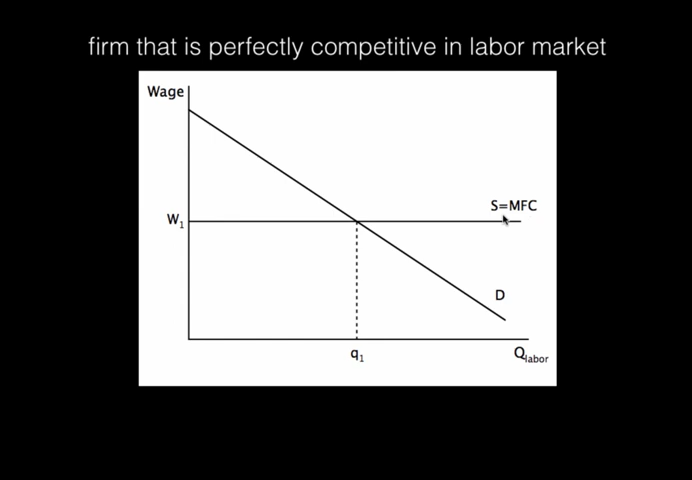 firm that is perfectly competitive in labor market
Wage
S=MFC
W1
D
q1
Qlabor